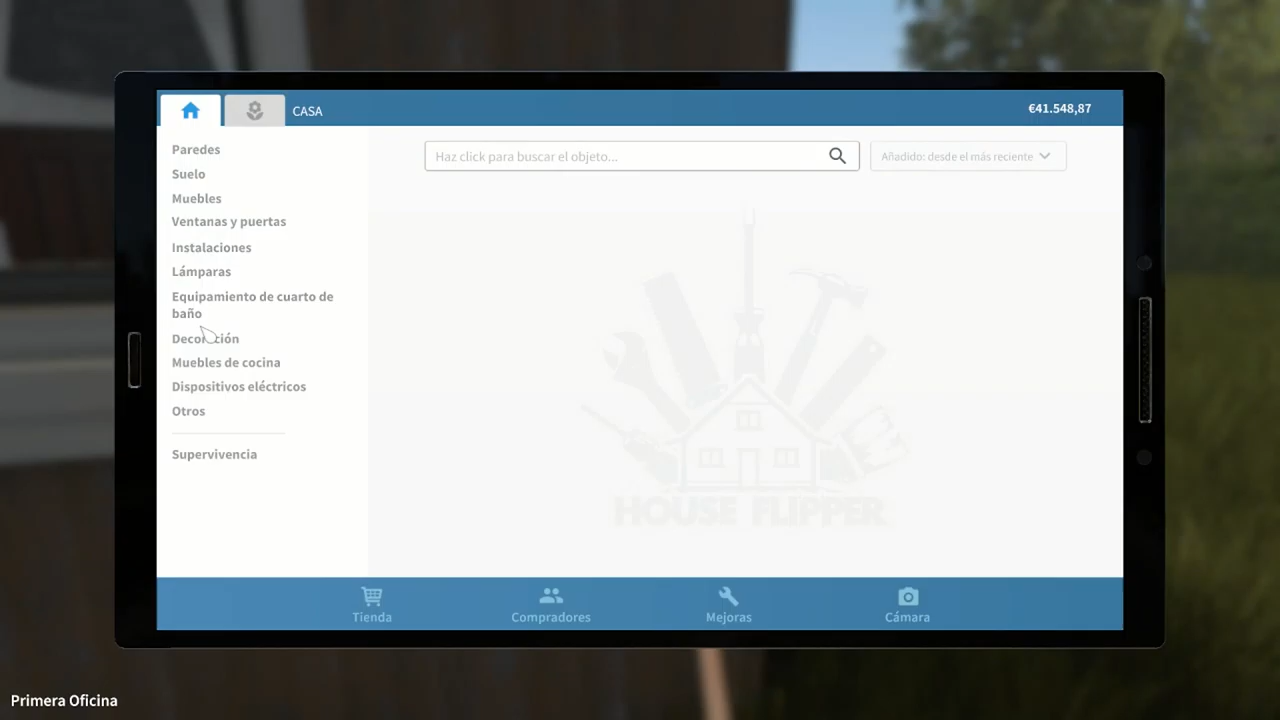 CASA
€41.548,87
Paredes
Suelo
Muebles
Ventanas y puertas
Instalaciones
Lámparas
Equipamiento de cuarto de
baño
Decoración
Muebles de cocina
Dispositivos eléctricos
Otros
Supervivencia
Haz click para buscar el objeto...
Añadido: desde el más reciente
HOUSE FLIPPER
Tienda
Compradores
Mejoras
Cámara
Primera Oficina